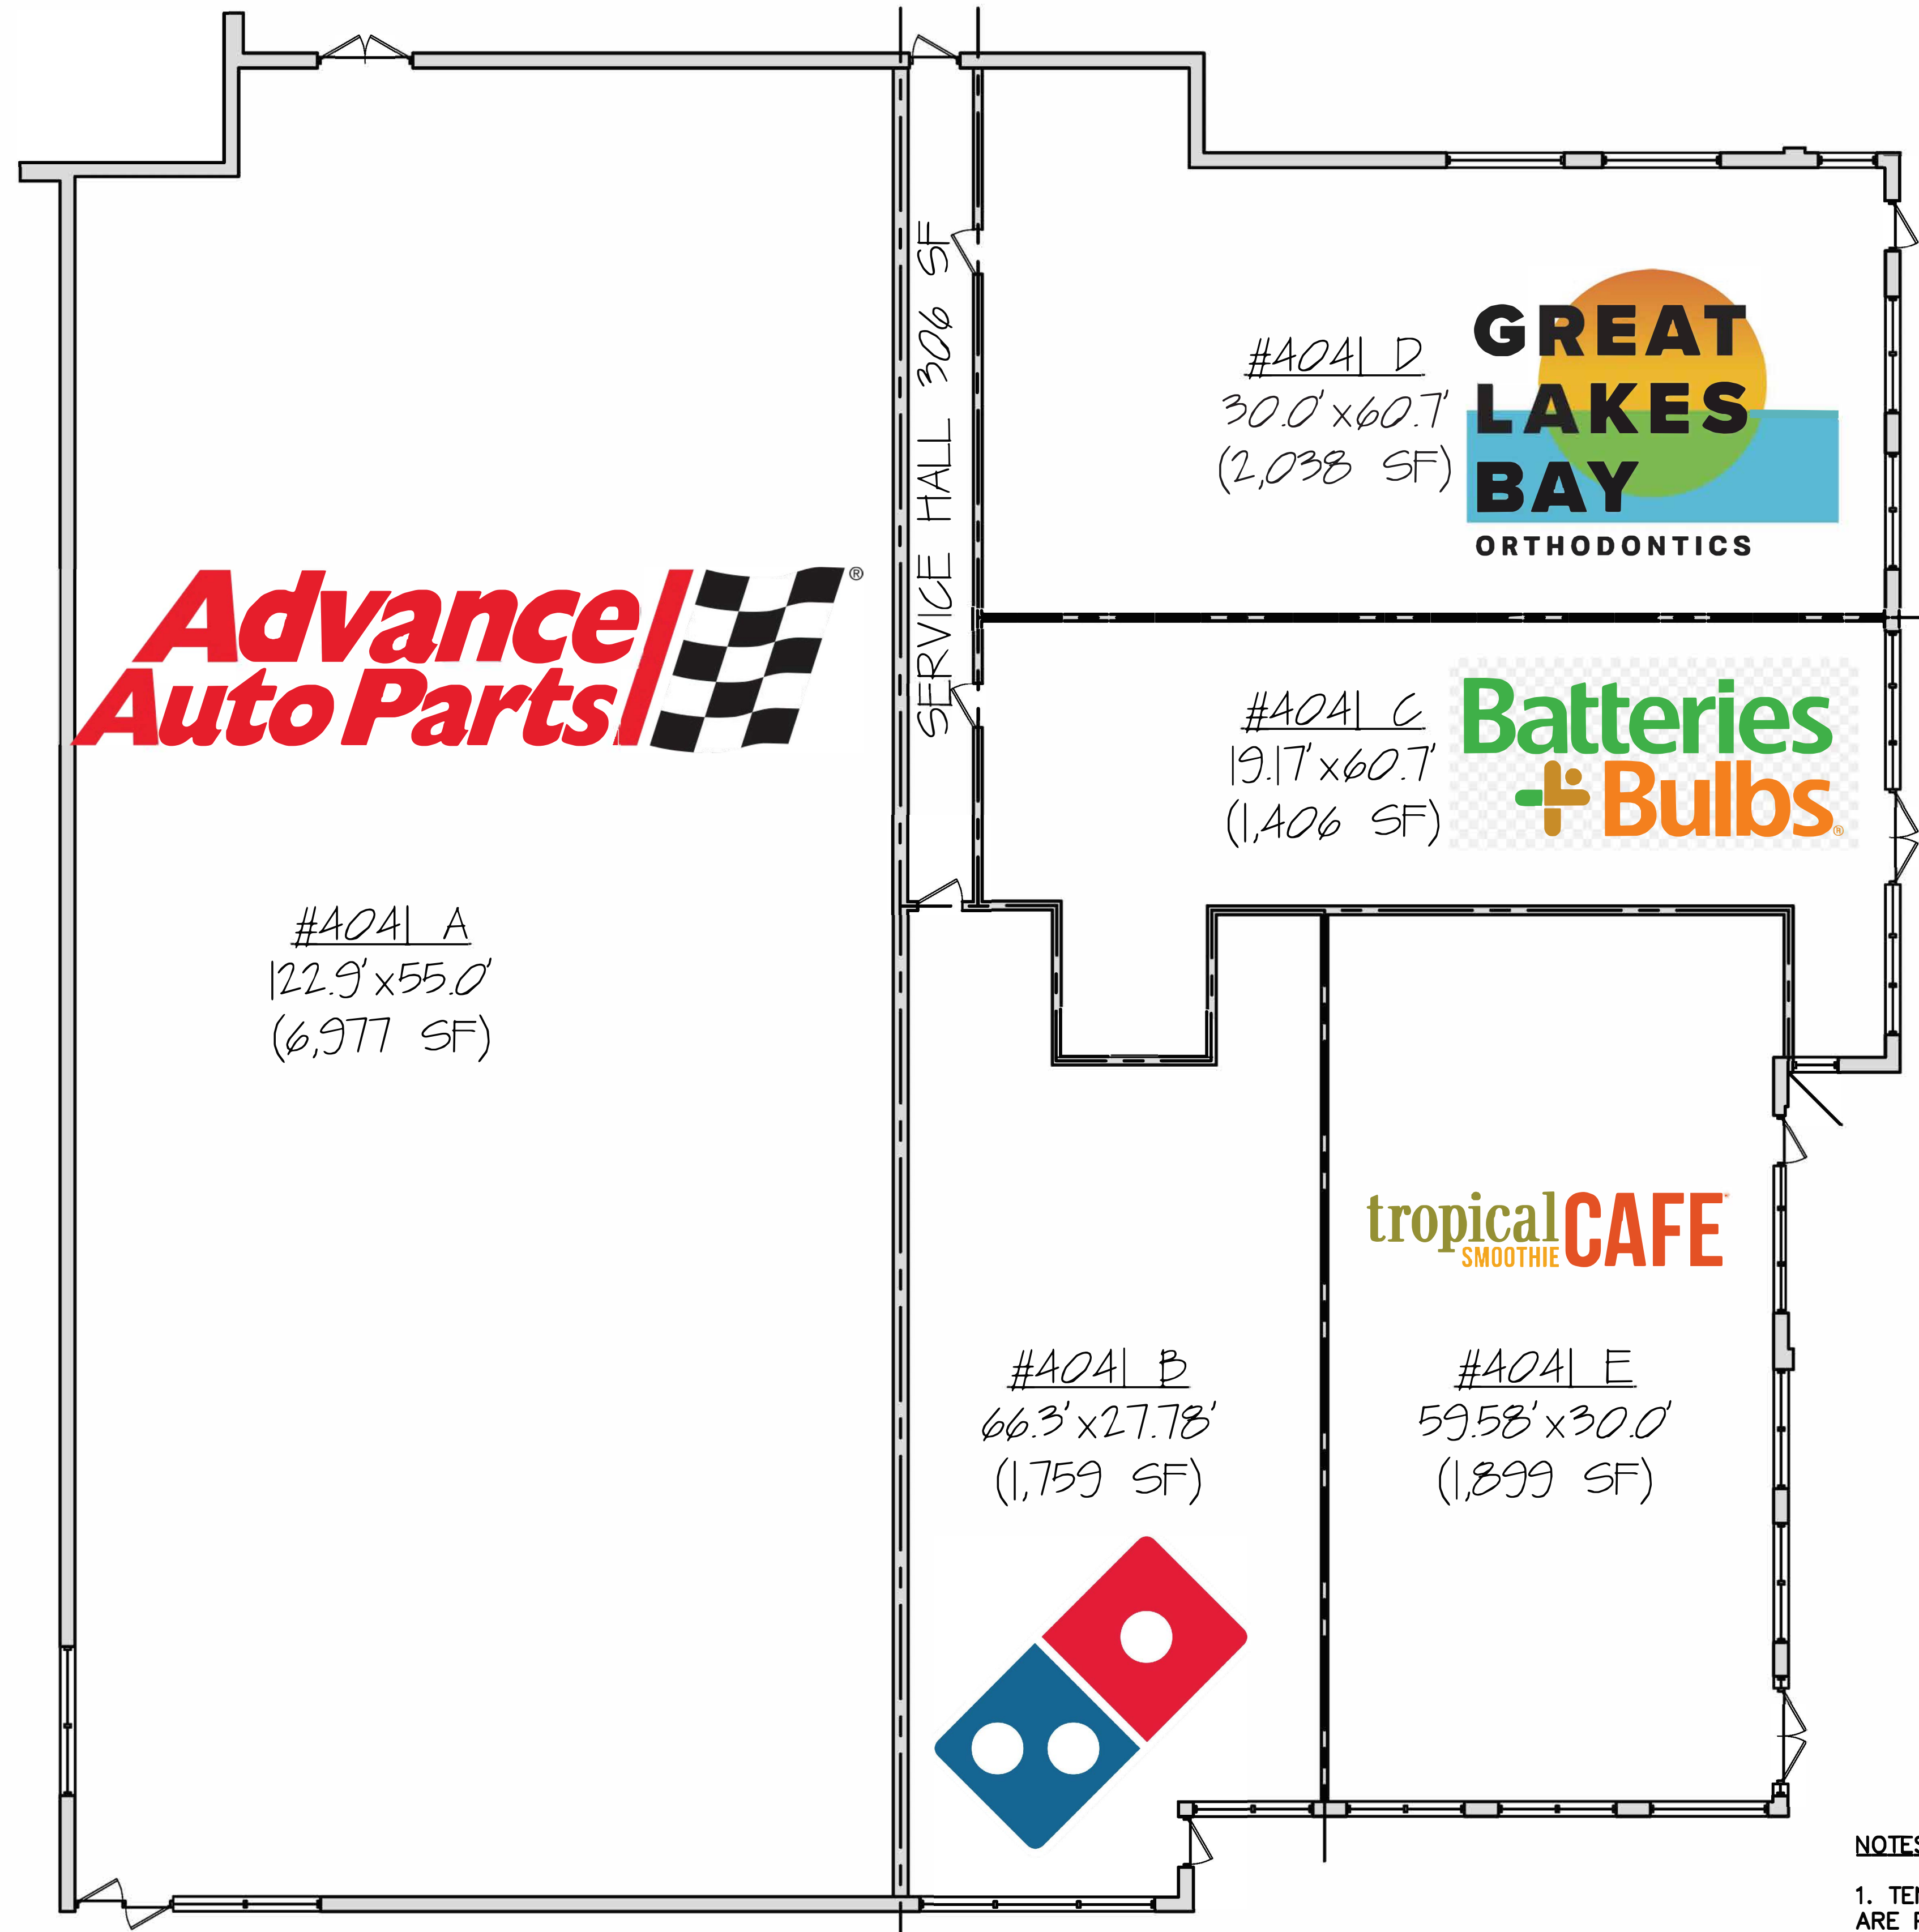 SERVICE HALL 306 SF
#4041 D
30.0'x60.7'
(2,038 SF)
GREAT
LAKES
BAY
ORTHODONTICS
Advance
Auto Parts
®
#4041 C
19.17'x60.7'
(1,406 SF)
Batteries
+Bulbs®
#4041 A
122.9'x55.0'
(6,977 SF)
tropical CAFE
SMOOTHIE
#4041 B
66.3'x27.78'
(1,759 SF)
#4041 E
59.58'x30.0'
(1,899 SF)
NOTES
1. TEN
ARE